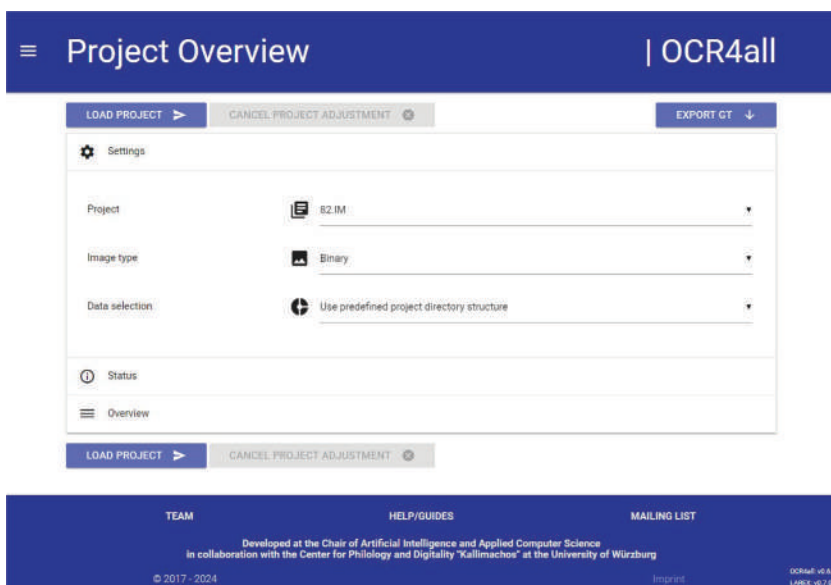 Project Overview | OCR4all
LOAD PROJECT CANCEL PROJECT ADJUSTMENT EXPORT GT
Settings
Project 82.IM
Image type Binary
Data selection Use predefined project directory structure
Status
Overview
LOAD PROJECT CANCEL PROJECT ADJUSTMENT
TEAM HELP/GUIDES MAILING LIST
Developed at the Chair of Artificial Intelligence and Applied Computer Science
in collaboration with the Center for Philology and Digitality "Kallimachos" at the University of Würzburg
© 2017 - 2024 Imprint
OCR4all:
LAREX: